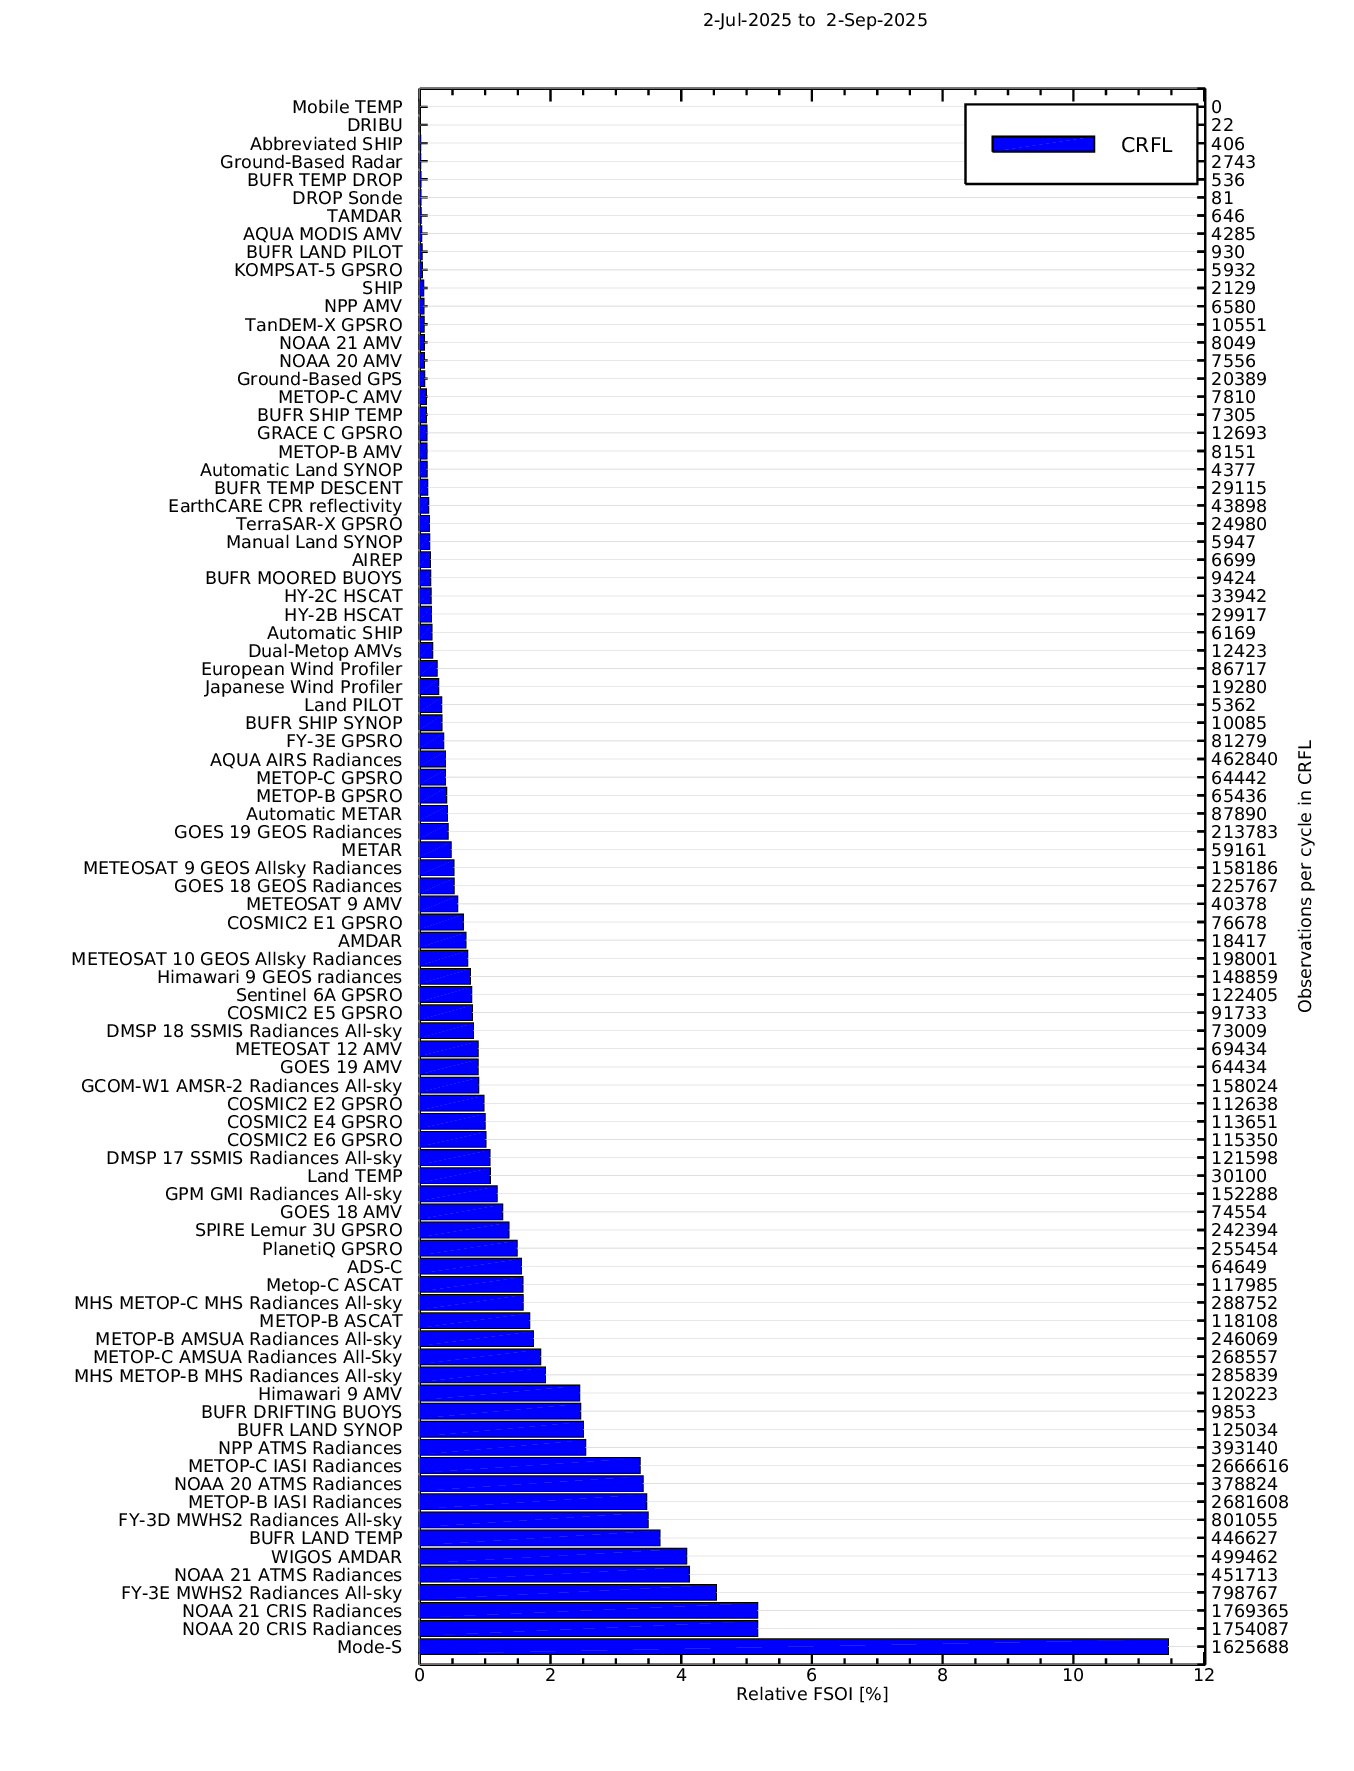 2-Jul-2025 to 2-Sep-2025
CRFL
Mobile TEMP 0
DRIBU 22
Abbreviated SHIP 406
Ground-Based Radar 2743
BUFR TEMP DROP 536
DROP Sonde 81
TAMDAR 646
AQUA MODIS AMV 4285
BUFR LAND PILOT 930
KOMPSAT-5 GPSRO 5932
SHIP 2129
NPP AMV 6580
TanDEM-X GPSRO 10551
NOAA 21 AMV 8049
NOAA 20 AMV 7556
Ground-Based GPS 20389
METOP-C AMV 7810
BUFR SHIP TEMP 7305
GRACE C GPSRO 12693
METOP-B AMV 8151
Automatic Land SYNOP 4377
BUFR TEMP DESCENT 29115
EarthCARE CPR reflectivity 43898
TerraSAR-X GPSRO 24980
Manual Land SYNOP 5947
AIREP 6699
BUFR MOORED BUOYS 9424
HY-2C HSCAT 33942
HY-2B HSCAT 29917
Automatic SHIP 6169
Dual-Metop AMVs 12423
European Wind Profiler 86717
Japanese Wind Profiler 19280
Land PILOT 5362
BUFR SHIP SYNOP 10085
FY-3E GPSRO 81279
AQUA AIRS Radiances 462840
METOP-C GPSRO 64442
METOP-B GPSRO 65436
Automatic METAR 87890
GOES 19 GEOS Radiances 213783
METAR 59161
METEOSAT 9 GEOS Allsky Radiances 158186
GOES 18 GEOS Radiances 225767
METEOSAT 9 AMV 40378
COSMIC2 E1 GPSRO 76678
AMDAR 18417
METEOSAT 10 GEOS Allsky Radiances 198001
Himawari 9 GEOS radiances 148859
Sentinel 6A GPSRO 122405
COSMIC2 E5 GPSRO 91733
DMSP 18 SSMIS Radiances All-sky 73009
METEOSAT 12 AMV 69434
GOES 19 AMV 64434
GCOM-W1 AMSR-2 Radiances All-sky 158024
COSMIC2 E2 GPSRO 112638
COSMIC2 E4 GPSRO 113651
COSMIC2 E6 GPSRO 115350
DMSP 17 SSMIS Radiances All-sky 121598
Land TEMP 30100
GPM GMI Radiances All-sky 152288
GOES 18 AMV 74554
SPIRE Lemur 3U GPSRO 242394
PlanetiQ GPSRO 255454
ADS-C 64649
Metop-C ASCAT 117985
MHS METOP-C MHS Radiances All-sky 288752
METOP-B ASCAT 118108
METOP-B AMSUA Radiances All-sky 246069
METOP-C AMSUA Radiances All-Sky 268557
MHS METOP-B MHS Radiances All-sky 285839
Himawari 9 AMV 120223
BUFR DRIFTING BUOYS 9853
BUFR LAND SYNOP 125034
NPP ATMS Radiances 393140
METOP-C IASI Radiances 2666616
NOAA 20 ATMS Radiances 378824
METOP-B IASI Radiances 2681608
FY-3D MWHS2 Radiances All-sky 801055
BUFR LAND TEMP 446627
WIGOS AMDAR 499462
NOAA 21 ATMS Radiances 451713
FY-3E MWHS2 Radiances All-sky 798767
NOAA 21 CRIS Radiances 1769365
NOAA 20 CRIS Radiances 1754087
Mode-S 1625688
0 2 4 6 8 10 12
Relative FSOI [%]
Observations per cycle in CRFL